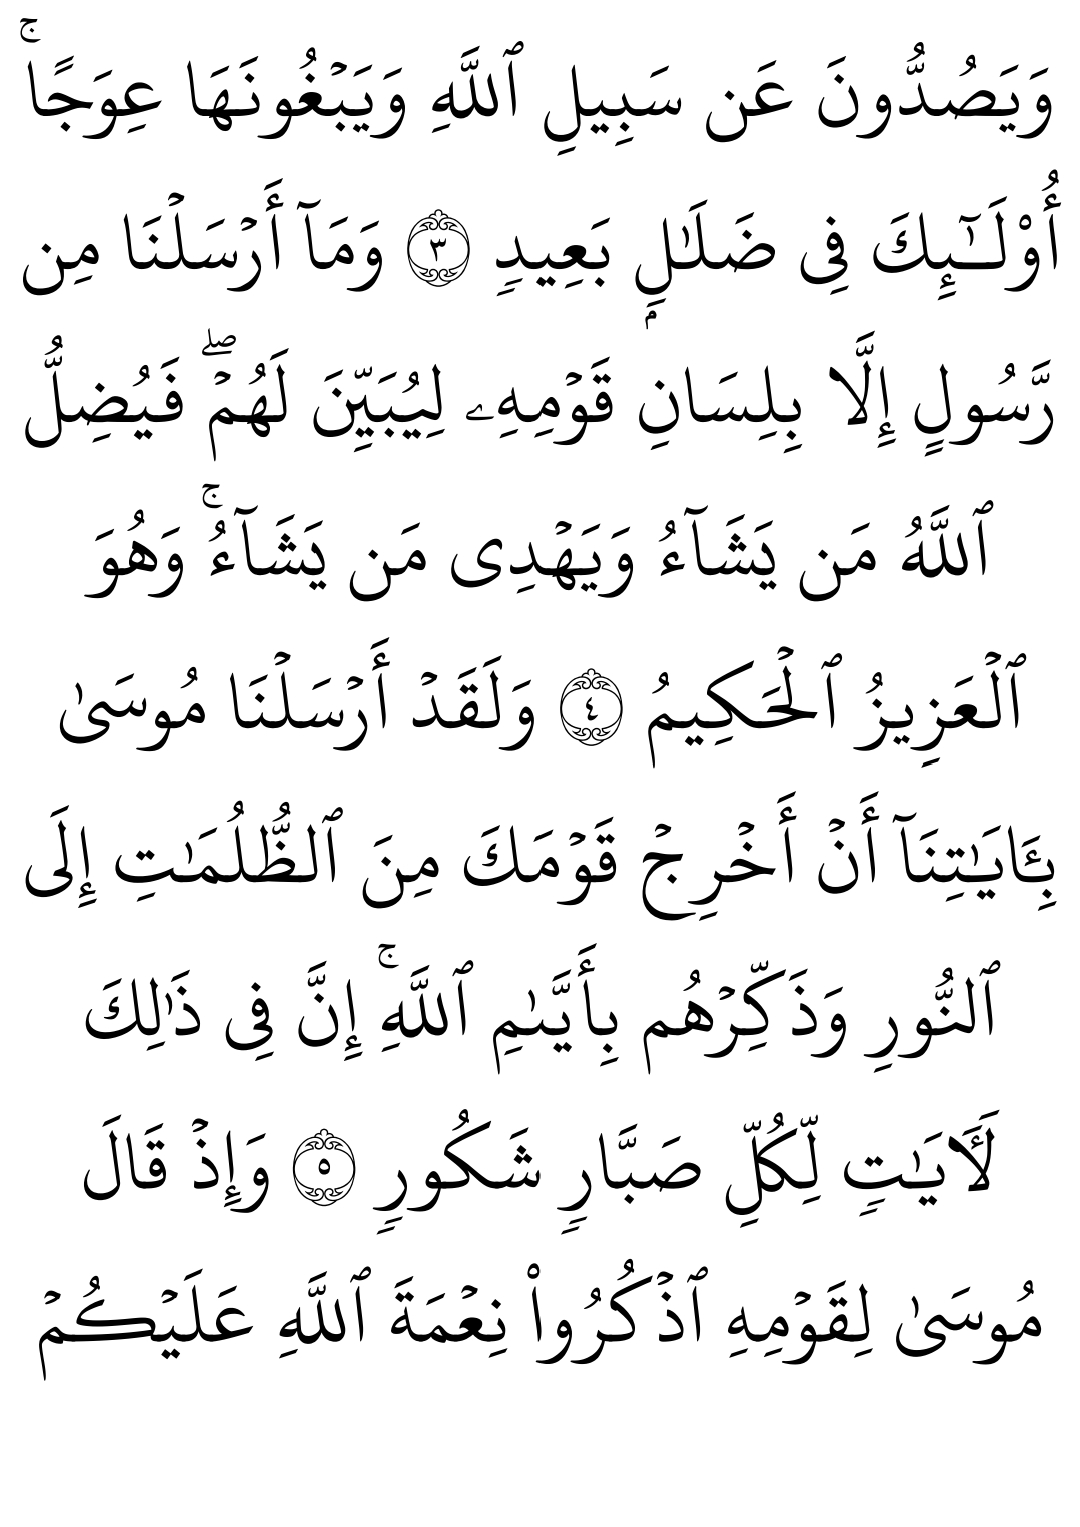 وَيَصُدُّونَ عَن سَبِيلِ ٱللَّهِ وَيَبۡغُونَهَا عِوَجًاۚ
أُوْلَـٰٓئِكَ فِى ضَلَـٰلِۭ بَعِيدٍ ٣ وَمَآ أَرۡسَلۡنَا مِن
رَّسُولٍ إِلَّا بِلِسَانِ قَوۡمِهِۦ لِيُبَيِّنَ لَهُمۡۖ فَيُضِلُّ
ٱللَّهُ مَن يَشَآءُ وَيَهۡدِى مَن يَشَآءُۚ وَهُوَ
ٱلۡعَزِيزُ ٱلۡحَكِيمُ ٤ وَلَقَدۡ أَرۡسَلۡنَا مُوسَىٰ
بِـَٔايَـٰتِنَآ أَنۡ أَخۡرِجۡ قَوۡمَكَ مِنَ ٱلظُّلُمَـٰتِ إِلَى
ٱلنُّورِ وَذَكِّرۡهُم بِأَيَّىٰمِ ٱللَّهِۚ إِنَّ فِى ذَٰلِكَ
لَـَٔايَـٰتٍ لِّكُلِّ صَبَّارٍ شَكُورٍ ٥ وَإِذۡ قَالَ
مُوسَىٰ لِقَوۡمِهِ ٱذۡكُرُواْ نِعۡمَةَ ٱللَّهِ عَلَيۡكُمۡ